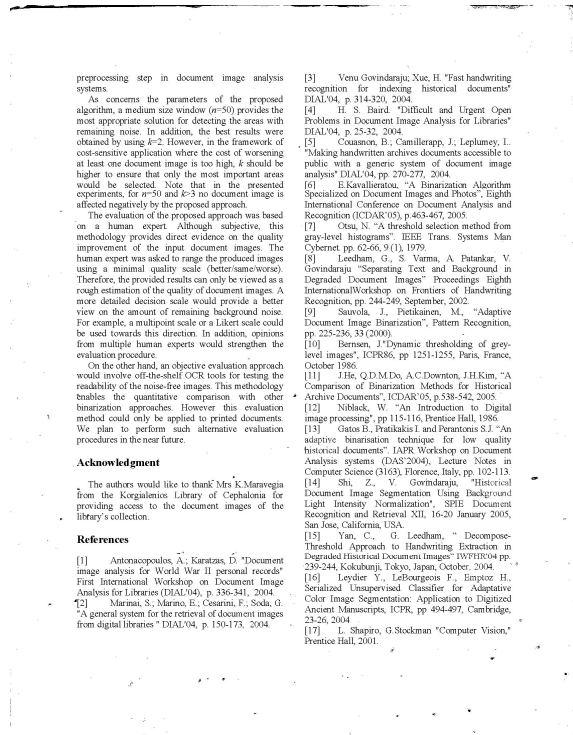 preprocessing step in document image analysis
systems.
As concerns the parameters of the proposed
algorithm, a medium size window (n=50) provides the
most appropriate solution for detecting the areas with
remaining noise. In addition, the best results were
obtained by using k=2. However, in the framework of
cost-sensitive application where the cost of worsening
at least one document image is too high, k should be
higher to ensure that only the most important areas
would be selected. Note that in the presented
experiments, for n=50 and k>3 no document image is
affected negatively by the proposed approach.
The evaluation of the proposed approach was based
on a human expert. Although subjective, this
methodology provides direct evidence on the quality
improvement of the input document images. The
human expert was asked to range the produced images
using a minimal quality scale (better/same/worse).
Therefore, the provided results can only be viewed as a
rough estimation of the quality of document images. A
more detailed decision scale would provide a better
view on the amount of remaining background noise.
For example, a multipoint scale or a Likert scale could
be used towards this direction. In addition, opinions
from multiple human experts would strengthen the
evaluation procedure.
On the other hand, an objective evaluation approach
would involve off-the-shelf OCR tools for testing the
readability of the noise-free images. This methodology
enables the quantitative comparison with other
binarization approaches. However this evaluation
method could only be applied to printed documents.
We plan to perform such alternative evaluation
procedures in the near future.
Acknowledgment
The authors would like to thank Mrs K.Maravegia
from the Korgialenios Library of Cephalonia for
providing access to the document images of the
library's collection.
References
[1] Antonacopoulos, A.; Karatzas, D. "Document
image analysis for World War II personal records"
First International Workshop on Document Image
Analysis for Libraries (DIAL'04), p. 336-341, 2004.
[2] Marinai, S.; Marino, E.; Cesarini, F.; Soda, G.
"A general system for the retrieval of document images
from digital libraries " DIAL'04, p. 150-173, 2004.
[3] Venu Govindaraju; Xue, H. "Fast handwriting
recognition for indexing historical documents"
DIAL'04, p. 314-320, 2004.
[4] H. S. Baird. "Difficult and Urgent Open
Problems in Document Image Analysis for Libraries"
DIAL'04, p. 25-32, 2004.
[5] Couasnon, B.; Camillerapp, J.; Leplumey, I..
"Making handwritten archives documents accessible to
public with a generic system of document image
analysis" DIAL'04, pp. 270-277, 2004.
[6] E.Kavallieratou, "A Binarization Algorithm
Specialized on Document Images and Photos", Eighth
International Conference on Document Analysis and
Recognition (ICDAR'05), p.463-467, 2005.
[7] Otsu, N. "A threshold selection method from
gray-level histograms". IEEE Trans. Systems Man
Cybernet. pp. 62-66, 9 (1), 1979.
[8] Leedham, G., S. Varma, A. Patankar, V.
Govindaraju "Separating Text and Background in
Degraded Document Images" Proceedings Eighth
InternationalWorkshop on Frontiers of Handwriting
Recognition, pp. 244-249, September, 2002.
[9] Sauvola, J., Pietikainen, M., "Adaptive
Document Image Binarization", Pattern Recognition,
pp. 225-236, 33 (2000).
[10] Bernsen, J."Dynamic thresholding of grey-
level images", ICPR86, pp 1251-1255, Paris, France,
October 1986.
[11] J.He, Q.D.M.Do, A.C.Downton, J.H.Kim, "A
Comparison of Binarization Methods for Historical
Archive Documents", ICDAR'05, p.538-542, 2005.
[12] Niblack, W. "An Introduction to Digital
image processing", pp 115-116, Prentice Hall, 1986.
[13] Gatos B., Pratikakis I. and Perantonis S.J. "An
adaptive binarisation technique for low quality
historical documents". IAPR Workshop on Document
Analysis systems (DAS'2004), Lecture Notes in
Computer Science (3163), Florence, Italy, pp. 102-113.
[14] Shi, Z., V. Govindaraju, "Historical
Document Image Segmentation Using Background
Light Intensity Normalization", SPIE Document
Recognition and Retrieval XII, 16-20 January 2005,
San Jose, California, USA.
[15] Yan, C., G. Leedham, " Decompose-
Threshold Approach to Handwriting Extraction in
Degraded Historical Document Images" IWFHR'04 pp.
239-244, Kokubunji, Tokyo, Japan, October. 2004.
[16] Leydier Y., LeBourgeois F., Emptoz H.,
Serialized Unsupervised Classifier for Adaptative
Color Image Segmentation: Application to Digitized
Ancient Manuscripts, ICPR, pp 494-497, Cambridge,
23-26, 2004
[17] L. Shapiro, G.Stockman "Computer Vision,"
Prentice Hall, 2001.